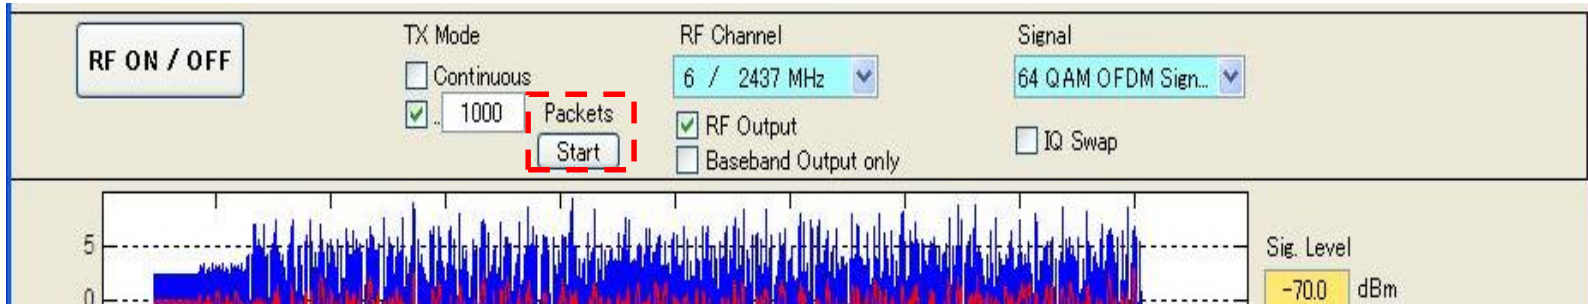 RF ON / OFF
TX Mode
Continuous
.. 1000 Packets
Start
RF Channel
6 / 2437 MHz
RF Output
Baseband Output only
Signal
64 QAM OFDM Sign...
IQ Swap
5
0
Sig. Level
-70.0 dBm